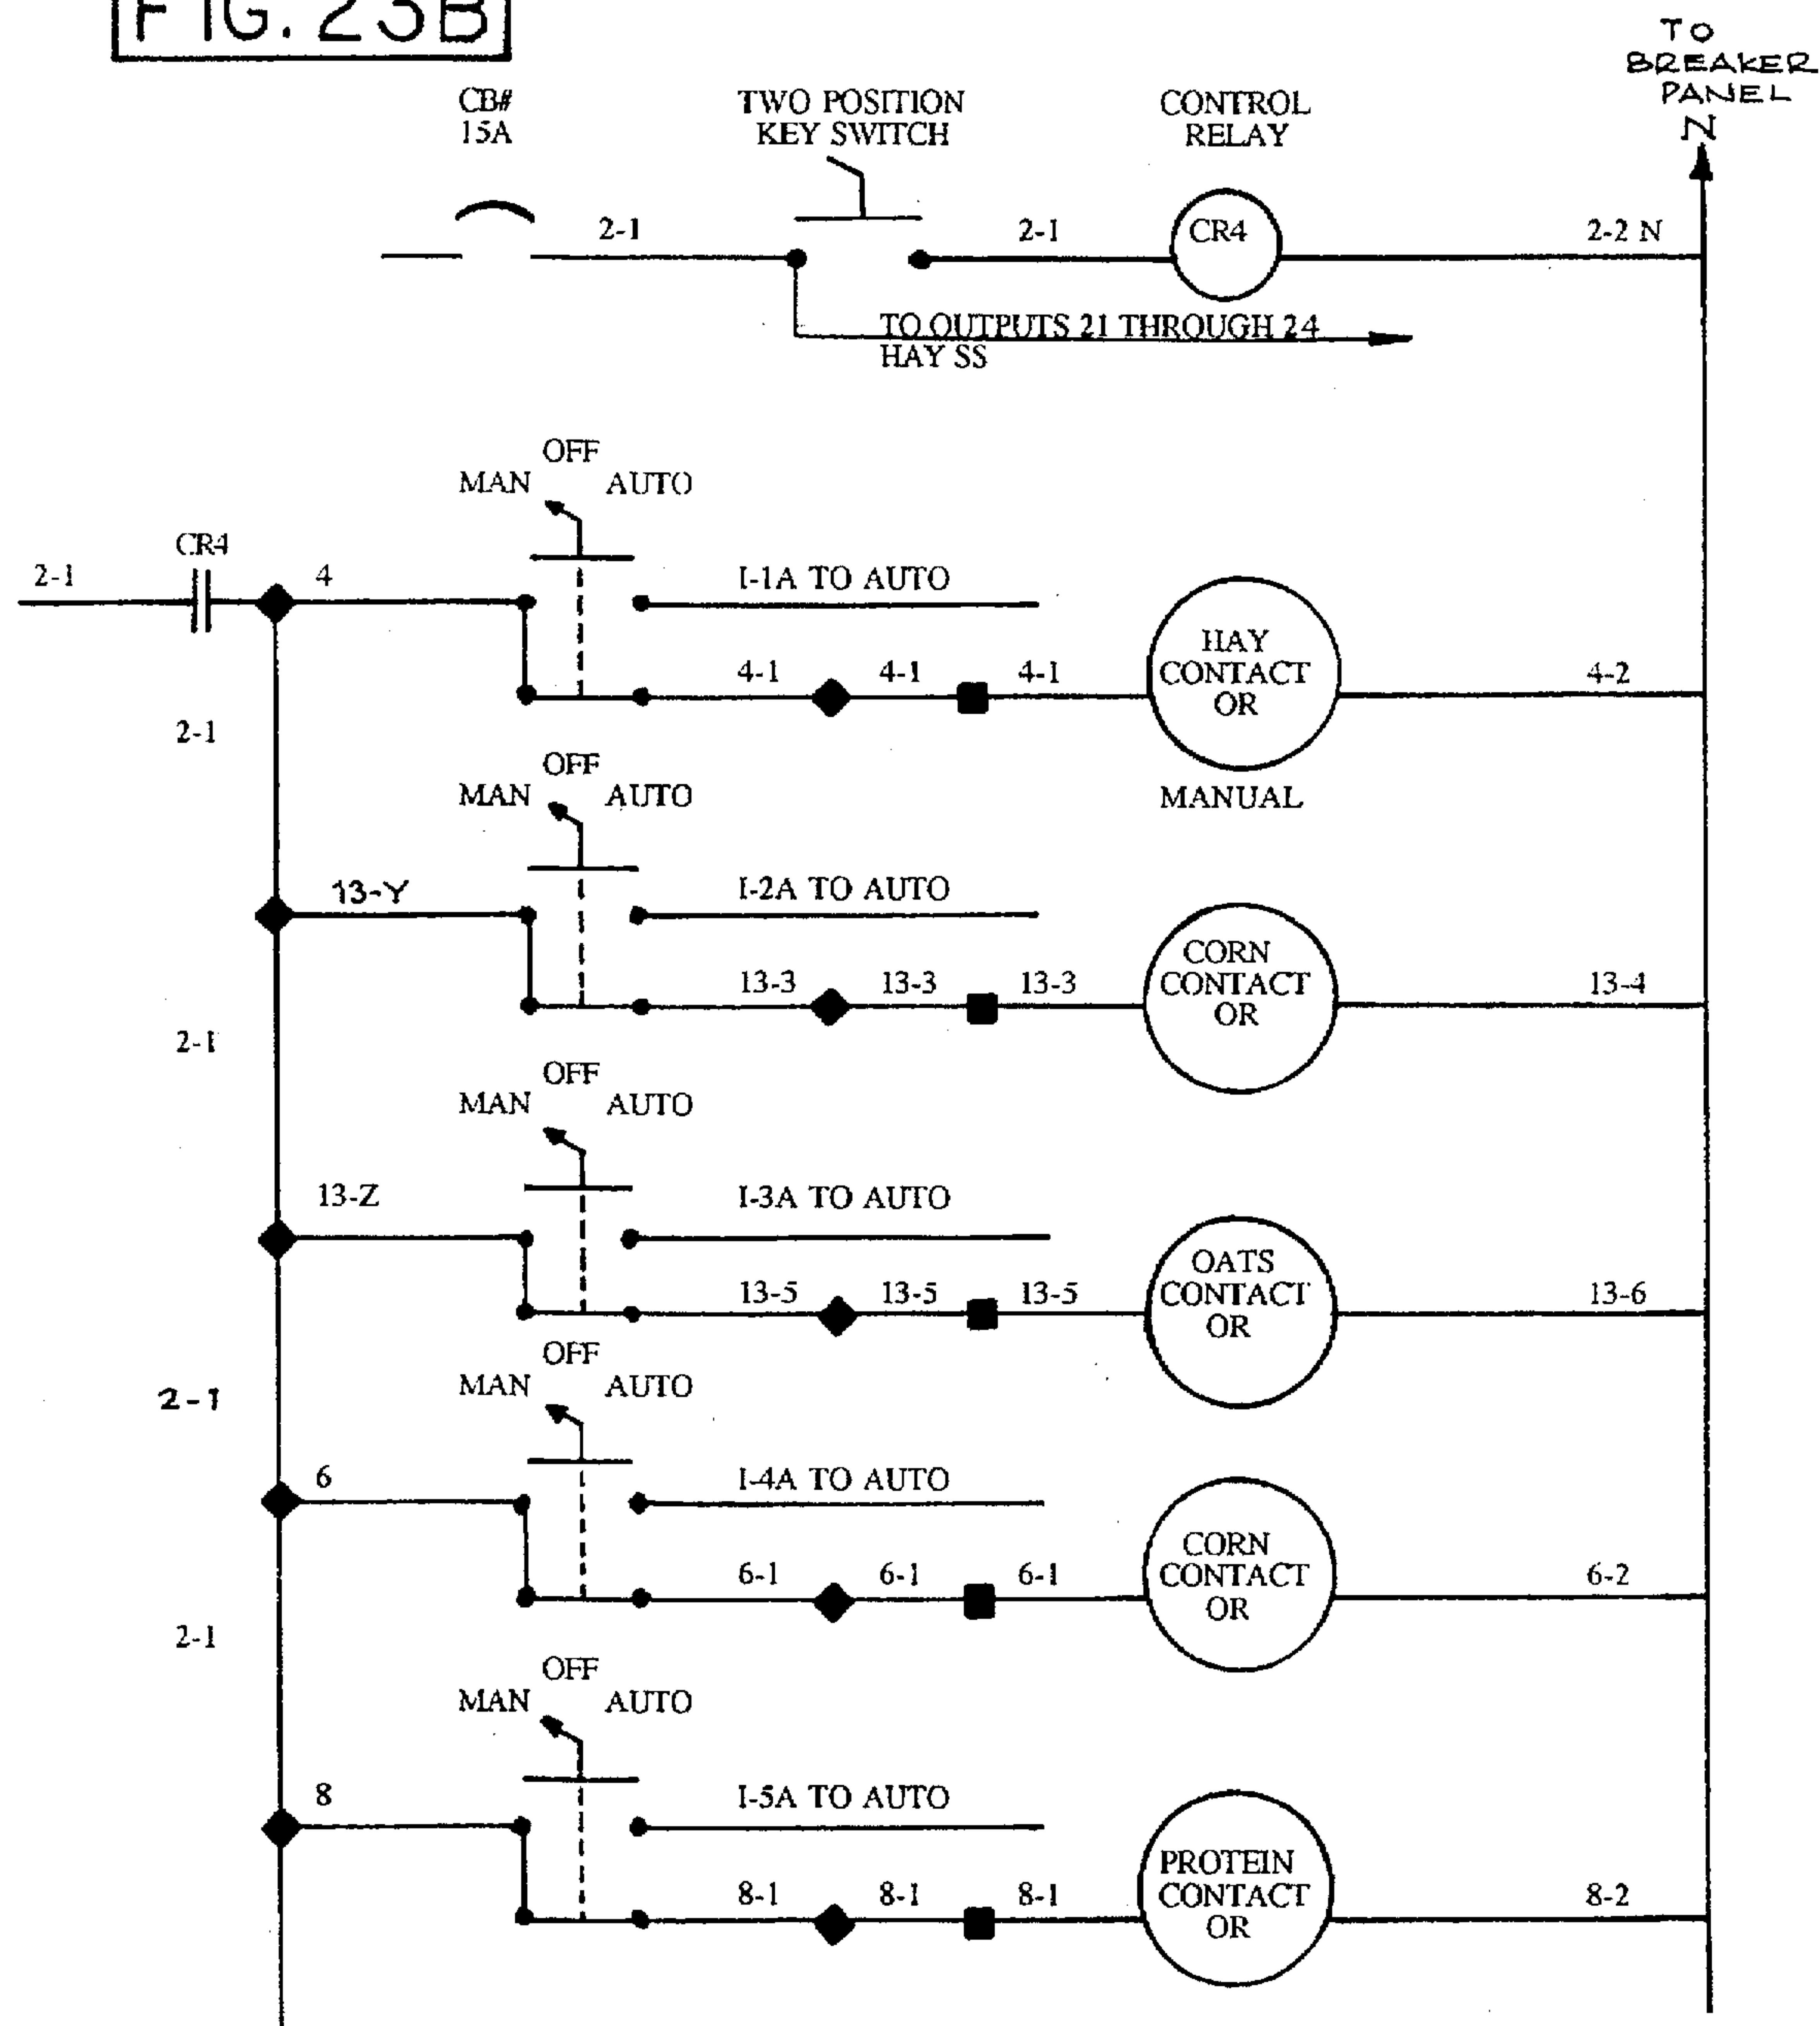 FIG. 23B
TO
BREAKER
PANEL
N
CB#
15A
TWO POSITION
KEY SWITCH
CONTROL
RELAY
2-1
2-1
CR4
2-2 N
TO OUTPUTS 21 THROUGH 24
HAY SS
OFF
MAN AUTO
CR4
2-1
4
I-1A TO AUTO
HAY
CONTACT
OR
4-1 4-1 4-1
4-2
MANUAL
2-1
OFF
MAN AUTO
13-Y
I-2A TO AUTO
CORN
CONTACT
OR
13-3 13-3 13-3
13-4
2-1
OFF
MAN AUTO
13-Z
I-3A TO AUTO
OATS
CONTACT
OR
13-5 13-5 13-5
13-6
OFF
MAN AUTO
2-1
6
I-4A TO AUTO
CORN
CONTACT
OR
6-1 6-1 6-1
6-2
2-1
OFF
MAN AUTO
8
I-5A TO AUTO
PROTEIN
CONTACT
OR
8-1 8-1 8-1
8-2